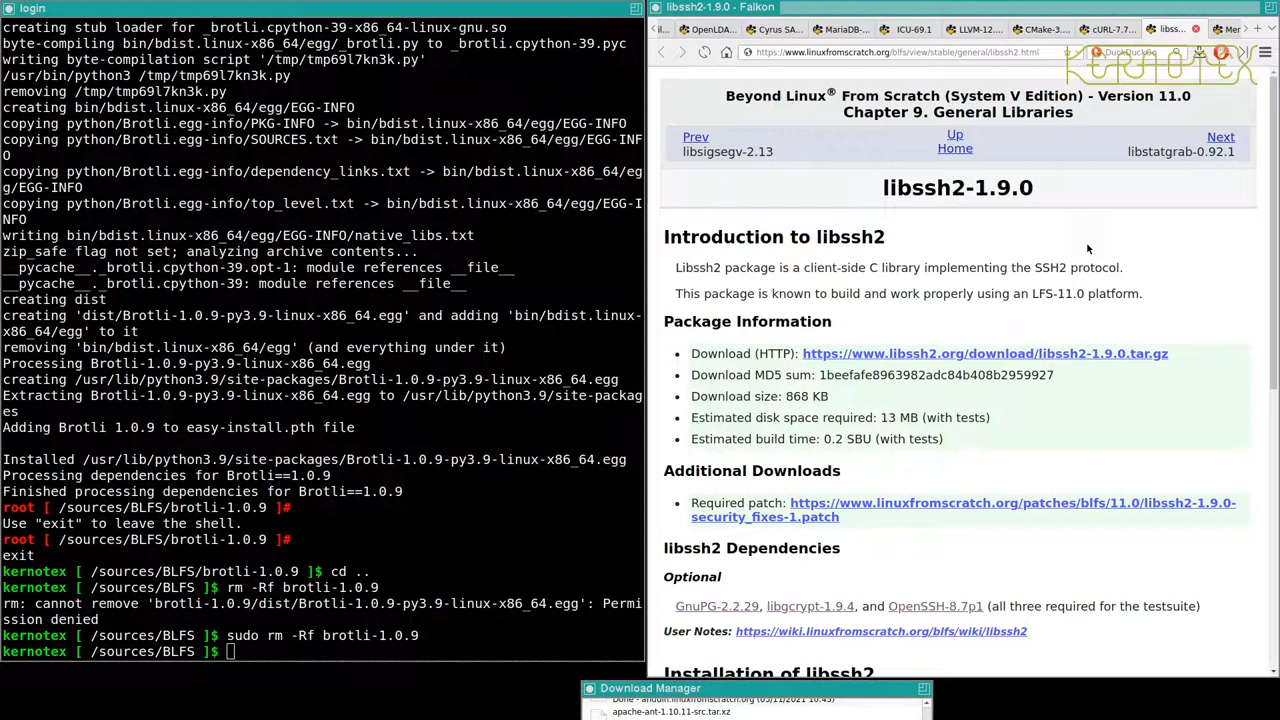 login
creating stub loader for _brotli.cpython-39-x86_64-linux-gnu.so
byte-compiling bin/bdist.linux-x86_64/egg/_brotli.py to _brotli.cpython-39.pyc
writing byte-compilation script '/tmp/tmp69l7kn3k.py'
/usr/bin/python3 /tmp/tmp69l7kn3k.py
removing /tmp/tmp69l7kn3k.py
creating bin/bdist.linux-x86_64/egg/EGG-INFO
copying python/Brotli.egg-info/PKG-INFO -> bin/bdist.linux-x86_64/egg/EGG-INFO
copying python/Brotli.egg-info/SOURCES.txt -> bin/bdist.linux-x86_64/egg/EGG-INF
O
copying python/Brotli.egg-info/dependency_links.txt -> bin/bdist.linux-x86_64/eg
g/EGG-INFO
copying python/Brotli.egg-info/top_level.txt -> bin/bdist.linux-x86_64/egg/EGG-I
NFO
writing bin/bdist.linux-x86_64/egg/EGG-INFO/native_libs.txt
zip_safe flag not set; analyzing archive contents...
__pycache__._brotli.cpython-39.opt-1: module references __file__
__pycache__._brotli.cpython-39: module references __file__
creating dist
creating 'dist/Brotli-1.0.9-py3.9-linux-x86_64.egg' and adding 'bin/bdist.linux-
x86_64/egg' to it
removing 'bin/bdist.linux-x86_64/egg' (and everything under it)
Processing Brotli-1.0.9-py3.9-linux-x86_64.egg
creating /usr/lib/python3.9/site-packages/Brotli-1.0.9-py3.9-linux-x86_64.egg
Extracting Brotli-1.0.9-py3.9-linux-x86_64.egg to /usr/lib/python3.9/site-packag
es
Adding Brotli 1.0.9 to easy-install.pth file
Installed /usr/lib/python3.9/site-packages/Brotli-1.0.9-py3.9-linux-x86_64.egg
Processing dependencies for Brotli==1.0.9
Finished processing dependencies for Brotli==1.0.9
root [ /sources/BLFS/brotli-1.0.9 ]#
Use "exit" to leave the shell.
root [ /sources/BLFS/brotli-1.0.9 ]#
exit
kernotex [ /sources/BLFS/brotli-1.0.9 ]$ cd ..
kernotex [ /sources/BLFS ]$ rm -Rf brotli-1.0.9
rm: cannot remove 'brotli-1.0.9/dist/Brotli-1.0.9-py3.9-linux-x86_64.egg': Permi
ssion denied
kernotex [ /sources/BLFS ]$ sudo rm -Rf brotli-1.0.9
kernotex [ /sources/BLFS ]$
libssh2-1.9.0 - Falkon
il... OpenLDA... Cyrus SA... MariaDB-... ICU-69.1 LLVM-12.... CMake-3.... cURL-7.7... libss... Mer
https://www.linuxfromscratch.org/blfs/view/stable/general/libssh2.html DuckDuckGo
KERNOTEX
Beyond Linux® From Scratch (System V Edition) - Version 11.0
Chapter 9. General Libraries
Prev Up Next
libsigsegv-2.13 Home libstatgrab-0.92.1
libssh2-1.9.0
Introduction to libssh2
Libssh2 package is a client-side C library implementing the SSH2 protocol.
This package is known to build and work properly using an LFS-11.0 platform.
Package Information
• Download (HTTP): https://www.libssh2.org/download/libssh2-1.9.0.tar.gz
• Download MD5 sum: 1beefafe8963982adc84b408b2959927
• Download size: 868 KB
• Estimated disk space required: 13 MB (with tests)
• Estimated build time: 0.2 SBU (with tests)
Additional Downloads
• Required patch: https://www.linuxfromscratch.org/patches/blfs/11.0/libssh2-1.9.0-
security_fixes-1.patch
libssh2 Dependencies
Optional
GnuPG-2.2.29, libgcrypt-1.9.4, and OpenSSH-8.7p1 (all three required for the testsuite)
User Notes: https://wiki.linuxfromscratch.org/blfs/wiki/libssh2
Installation of libssh2
Download Manager
Done - anduin.linuxfromscratch.org (05/11/2021 10:45)
apache-ant-1.10.11-src.tar.xz